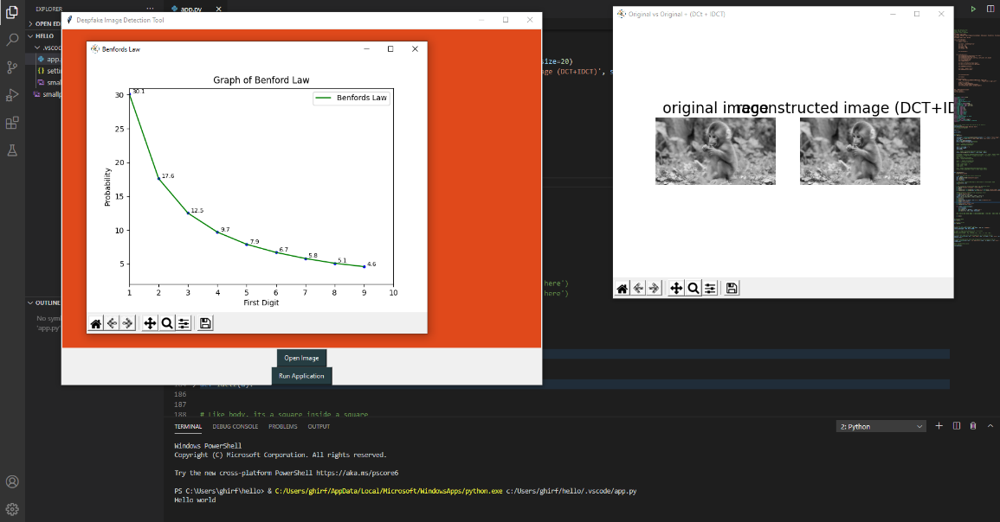 EXPLORER
app.py
OPEN ED
HELLO
.vscod
app.
setti
smal
smallp
OUTLINE
No syml
'app.py'
Deepfake Image Detection Tool
Benfords Law
Graph of Benford Law
Benfords Law
30.1
17.6
12.5
9.7
7.9
6.7
5.8
5.1
4.6
30
25
20
15
10
5
Probability
1 2 3 4 5 6 7 8 9 10
First Digit
Open Image
Run Application
size=20)
ge (DCT+IDCT)', s
here')
here')
Original vs Original + (DCt + IDCT)
original image
reconstructed image (DCT+ID
186
187
188 # Like body, its a square inside a square
TERMINAL DEBUG CONSOLE PROBLEMS OUTPUT
2: Python
Windows PowerShell
Copyright (C) Microsoft Corporation. All rights reserved.
Try the new cross-platform PowerShell https://aka.ms/pscore6
PS C:\Users\ghirf\hello> & C:/Users/ghirf/AppData/Local/Microsoft/WindowsApps/python.exe c:/Users/ghirf/hello/.vscode/app.py
Hello world